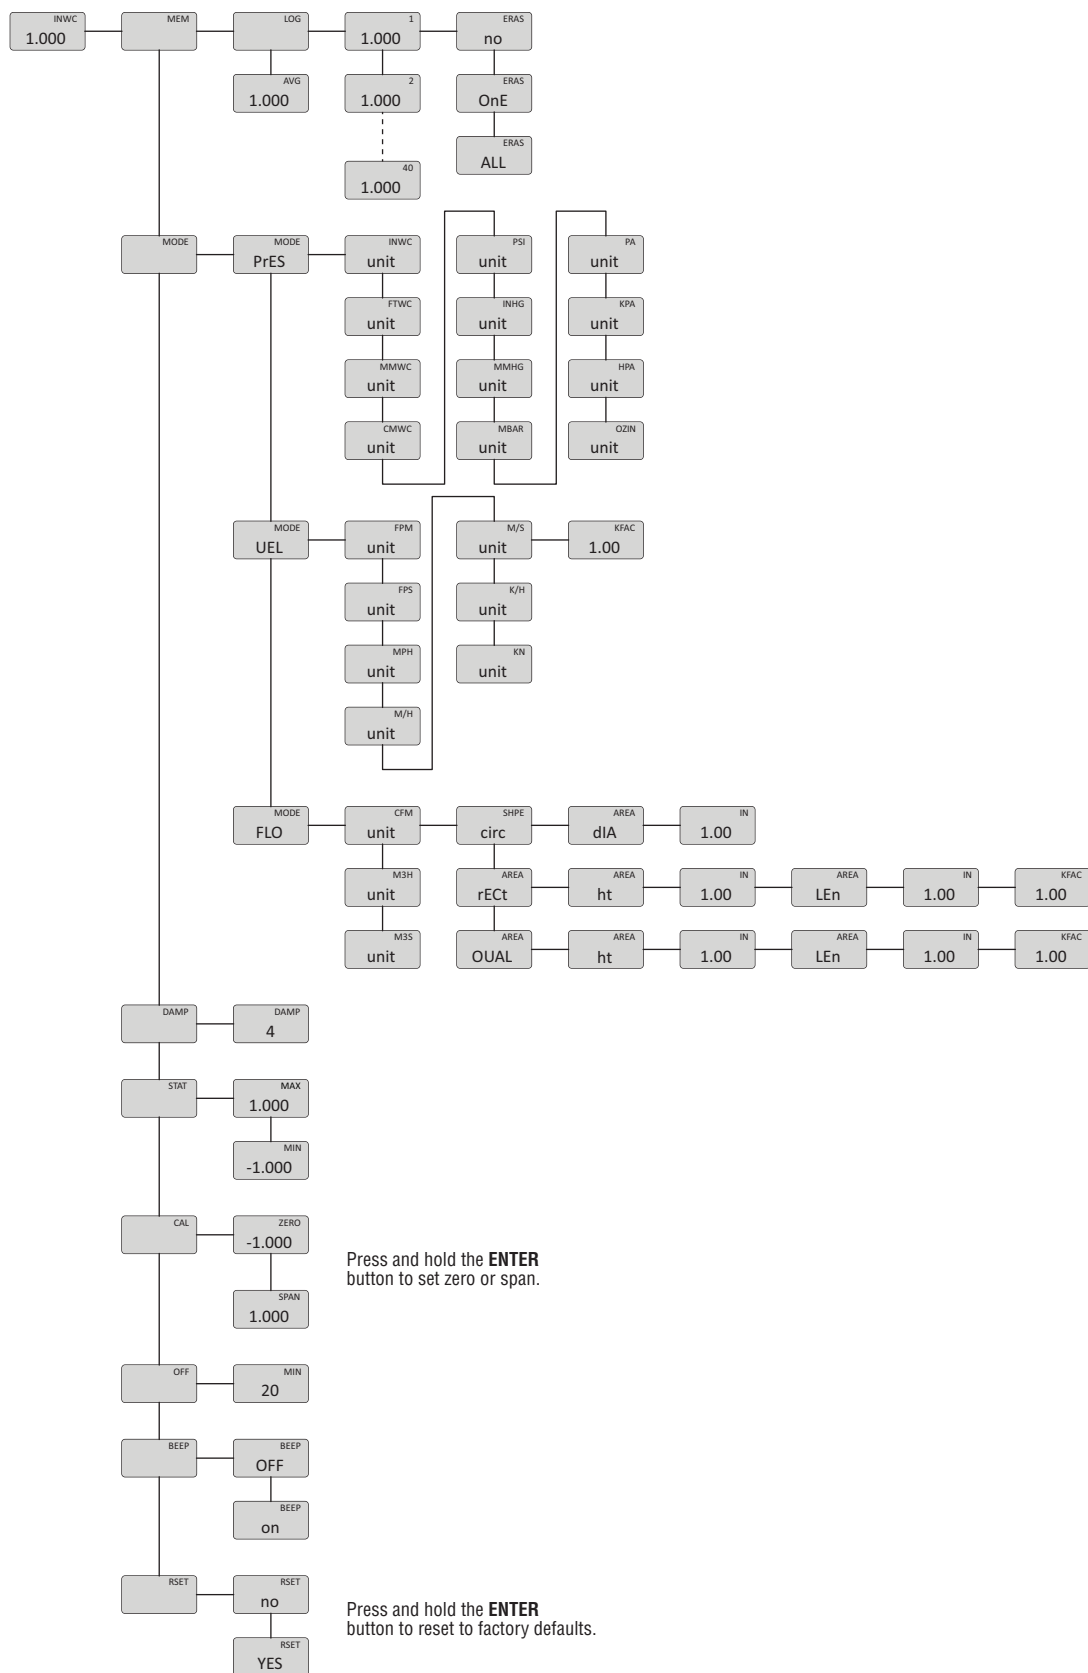 INWC
1.000
MEM
LOG
1
1.000
ERAS
no
AVG
1.000
2
1.000
ERAS
OnE
ERAS
ALL
40
1.000
MODE
MODE
PrES
INWC
unit
PSI
unit
PA
unit
FTWC
unit
INHG
unit
KPA
unit
MMWC
unit
MMHG
unit
HPA
unit
CMWC
unit
MBAR
unit
OZIN
unit
MODE
UEL
FPM
unit
M/S
unit
KFAC
1.00
FPS
unit
K/H
unit
MPH
unit
KN
unit
M/H
unit
MODE
FLO
CFM
unit
SHPE
circ
AREA
dIA
IN
1.00
M3H
unit
AREA
rECt
AREA
ht
IN
1.00
AREA
LEn
IN
1.00
KFAC
1.00
M3S
unit
AREA
OUAL
AREA
ht
IN
1.00
AREA
LEn
IN
1.00
KFAC
1.00
DAMP
DAMP
4
STAT
MAX
1.000
MIN
-1.000
CAL
ZERO
-1.000
SPAN
1.000
Press and hold the ENTER
button to set zero or span.
OFF
MIN
20
BEEP
BEEP
OFF
BEEP
on
RSET
RSET
no
RSET
YES
Press and hold the ENTER
button to reset to factory defaults.